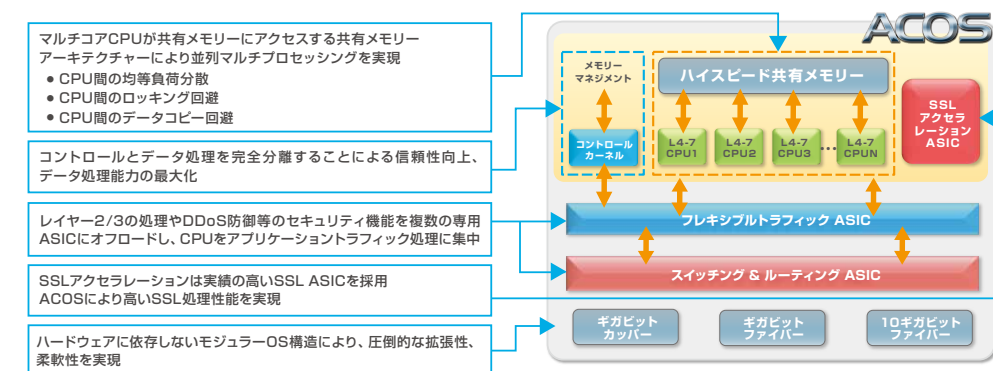 マルチコアCPUが共有メモリーにアクセスする共有メモリー
アーキテクチャーにより並列マルチプロセッシングを実現
● CPU間の均等負荷分散
● CPU間のロッキング回避
● CPU間のデータコピー回避
コントロールとデータ処理を完全分離することによる信頼性向上、
データ処理能力の最大化
レイヤー2/3の処理やDDoS防御等のセキュリティ機能を複数の専用
ASICにオフロードし、CPUをアプリケーショントラフィック処理に集中
SSLアクセラレーションは実績の高いSSL ASICを採用
ACOSにより高いSSL処理性能を実現
ハードウェアに依存しないモジュラーOS構造により、圧倒的な拡張性、
柔軟性を実現
ACOS
メモリー
マネジメント
ハイスピード共有メモリー
SSL
アクセラ
レーション
ASIC
コントロール
カーネル
L4-7
CPU1
L4-7
CPU2
L4-7
CPU3
...
L4-7
CPUN
フレキシブルトラフィック ASIC
スイッチング & ルーティング ASIC
ギガビット
カッパー
ギガビット
ファイバー
10ギガビット
ファイバー